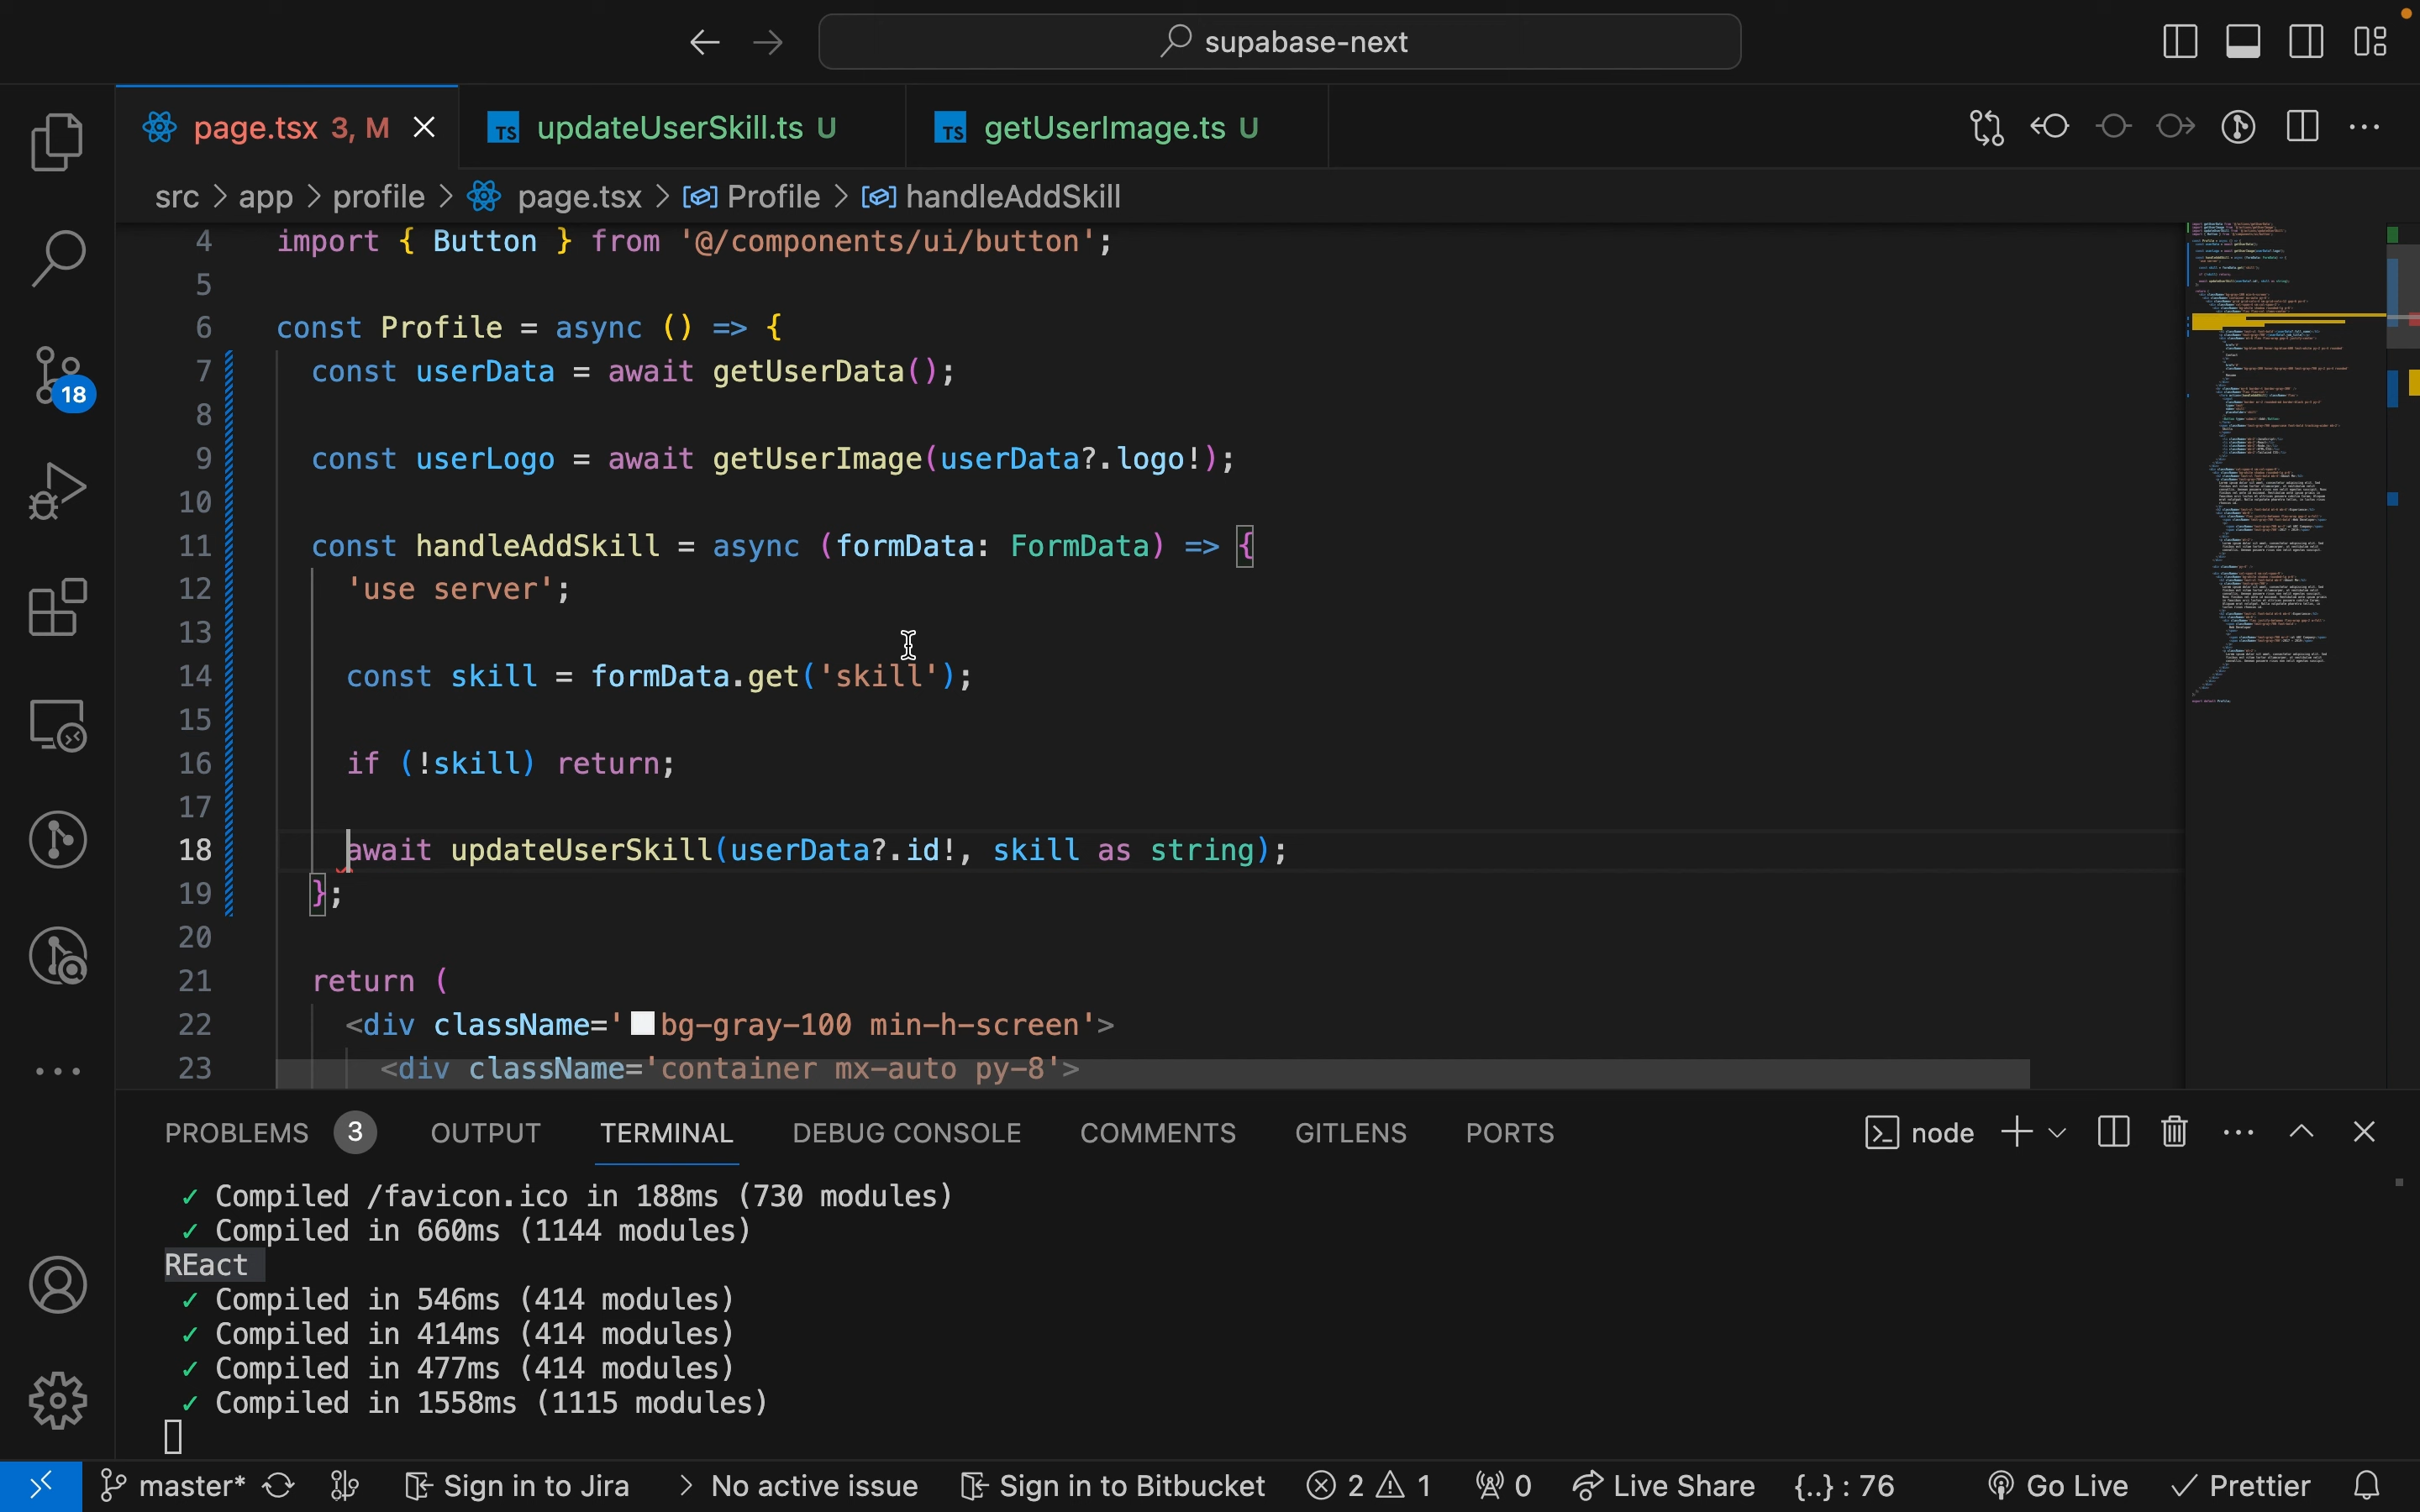 supabase-next
page.tsx 3, M
TS updateUserSkill.ts U
TS getUserImage.ts U
src > app > profile > page.tsx > Profile > handleAddSkill
4 import { Button } from '@/components/ui/button';
5
6 const Profile = async () => {
7 const userData = await getUserData();
8
9 const userLogo = await getUserImage(userData?.logo!);
10
11 const handleAddSkill = async (formData: FormData) => {
12 'use server';
13
14 const skill = formData.get('skill');
15
16 if (!skill) return;
17
18 await updateUserSkill(userData?.id!, skill as string);
19 };
20
21 return (
22 <div className='bg-gray-100 min-h-screen'>
23 <div className='container mx-auto py-8'>
18
PROBLEMS 3 OUTPUT TERMINAL DEBUG CONSOLE COMMENTS GITLENS PORTS node
✓ Compiled /favicon.ico in 188ms (730 modules)
✓ Compiled in 660ms (1144 modules)
REact
✓ Compiled in 546ms (414 modules)
✓ Compiled in 414ms (414 modules)
✓ Compiled in 477ms (414 modules)
✓ Compiled in 1558ms (1115 modules)
master* Sign in to Jira > No active issue Sign in to Bitbucket 2 1 0 Live Share {..} : 76 Go Live ✓ Prettier